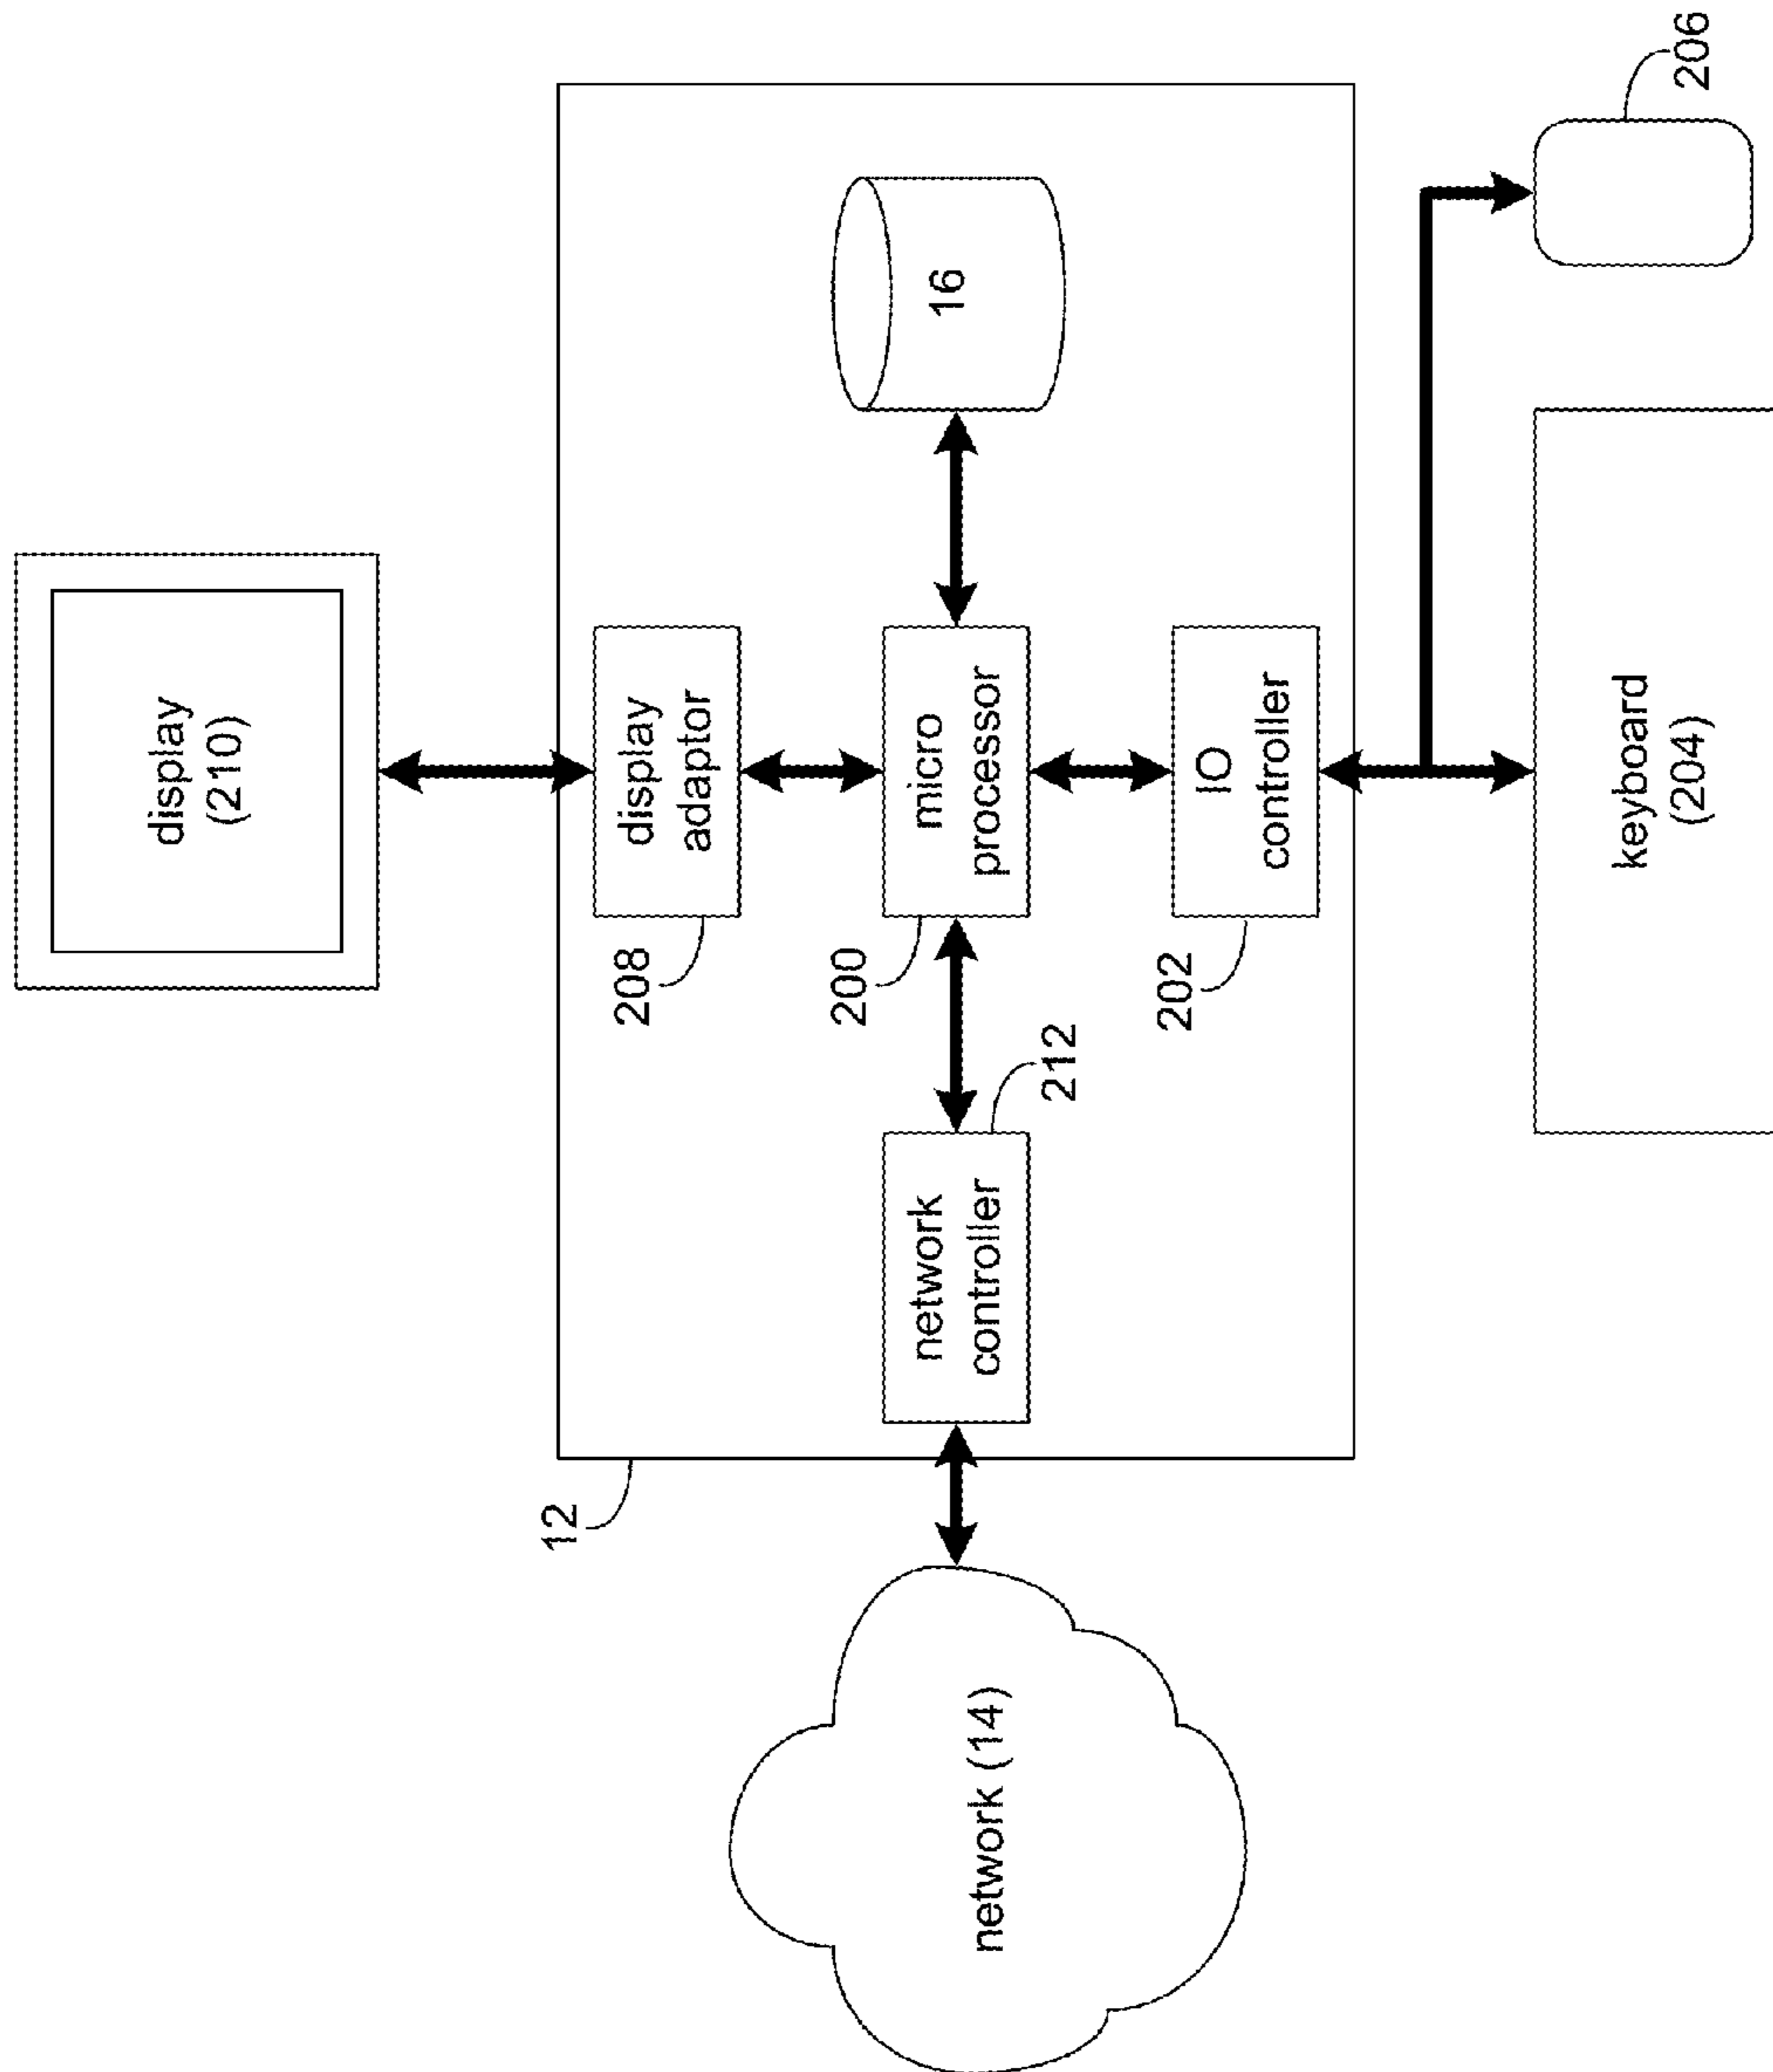 display
(210)
display
adaptor
208
micro
processor
200
16
IO
controller
202
network
controller
212
12
network (14)
keyboard
(204)
206